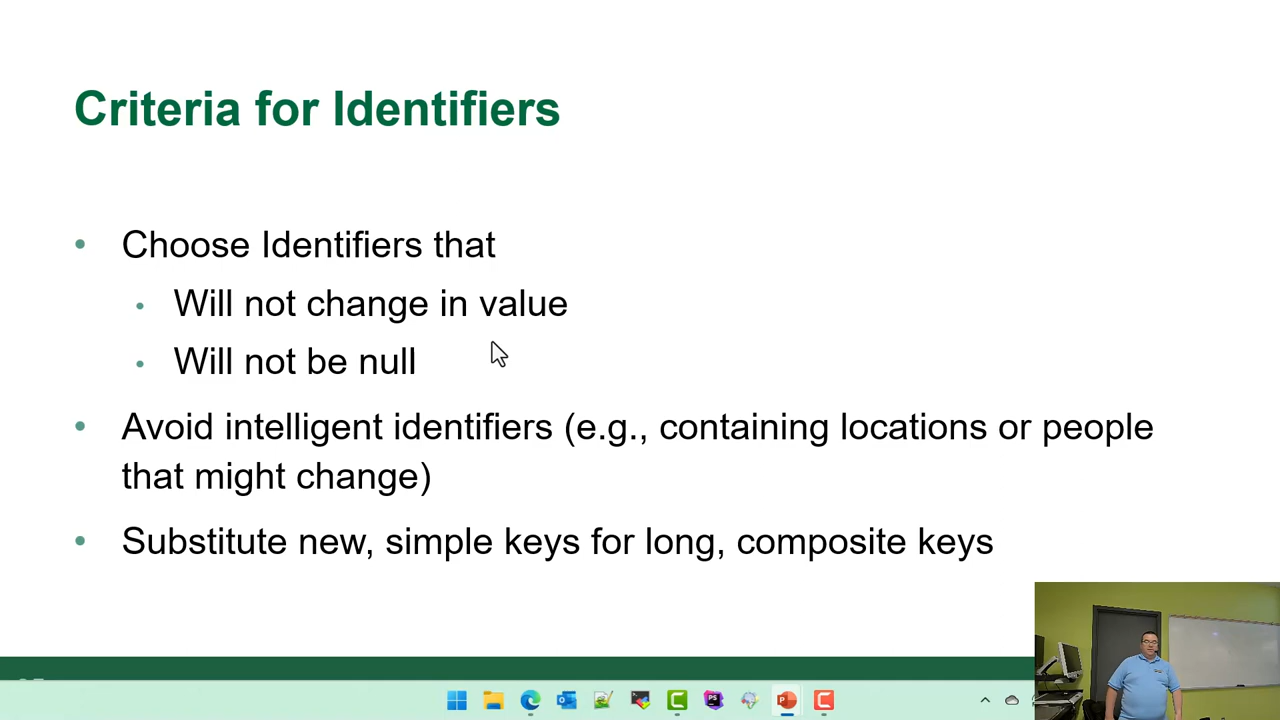 Criteria for Identifiers
• Choose Identifiers that
• Will not change in value
• Will not be null
• Avoid intelligent identifiers (e.g., containing locations or people
that might change)
• Substitute new, simple keys for long, composite keys